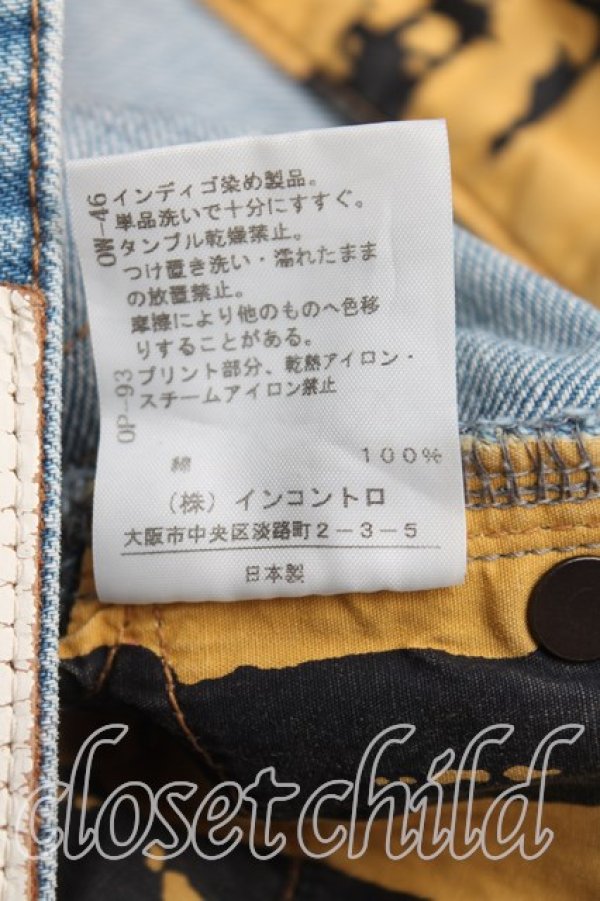 OW-46
インディゴ染め製品。
単品洗いで十分にすすぐ。
タンブル乾燥禁止。
つけ置き洗い・濡れたまま
の放置禁止。
摩擦により他のものへ色移
りすることがある。
OP-93
プリント部分、乾熱アイロン・
スチームアイロン禁止
綿 100%
(株) インコントロ
大阪市中央区淡路町2-3-5
日本製
closetchild